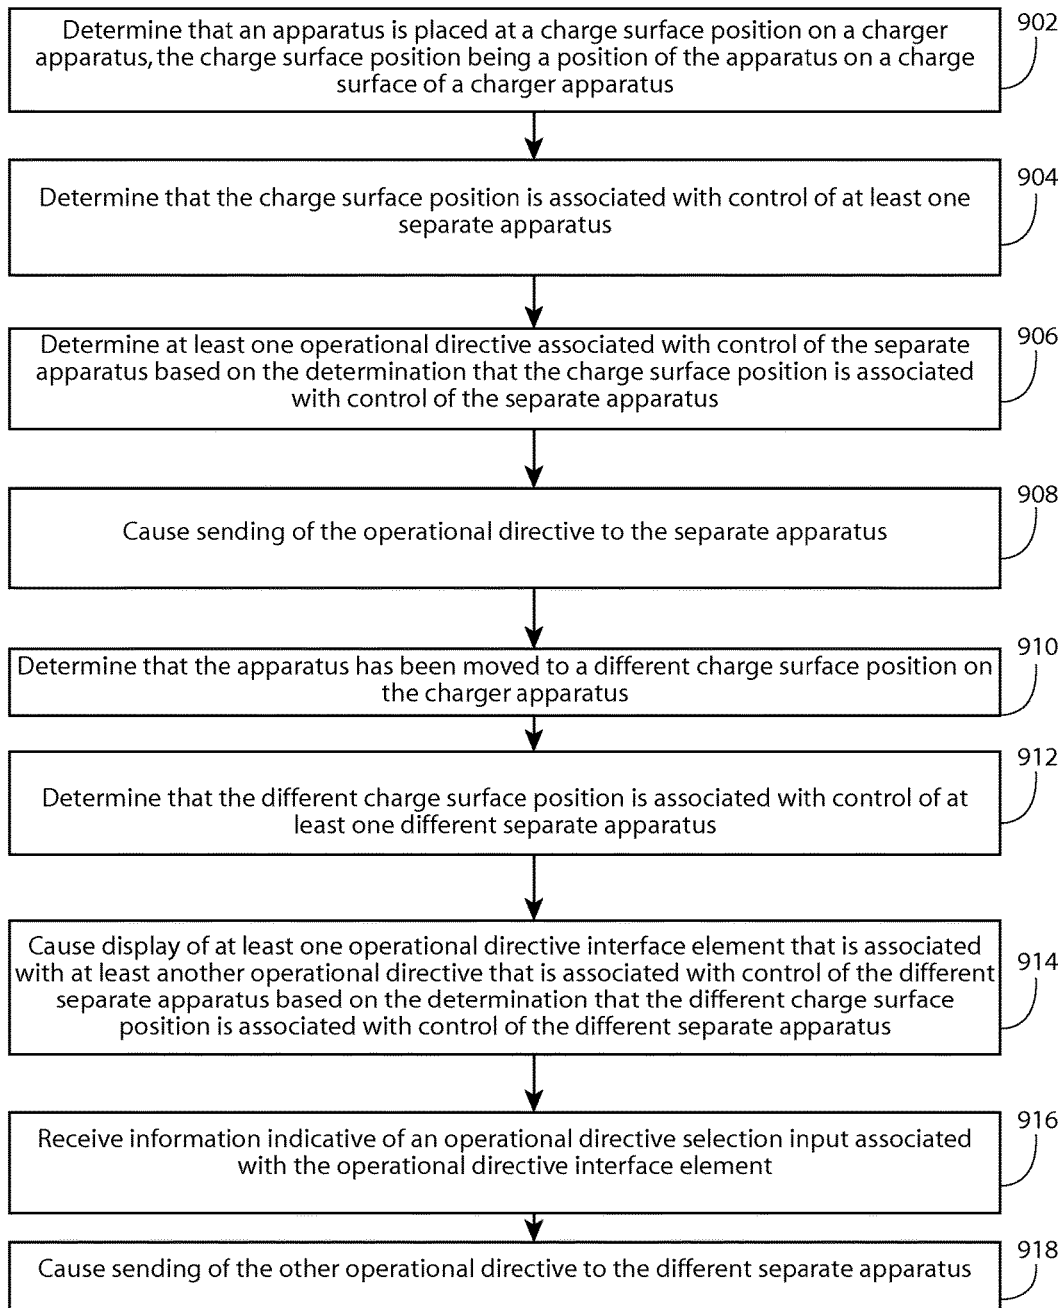 Determine that an apparatus is placed at a charge surface position on a charger
apparatus, the charge surface position being a position of the apparatus on a charge
surface of a charger apparatus
902
Determine that the charge surface position is associated with control of at least one
separate apparatus
904
Determine at least one operational directive associated with control of the separate
apparatus based on the determination that the charge surface position is associated
with control of the separate apparatus
906
Cause sending of the operational directive to the separate apparatus
908
Determine that the apparatus has been moved to a different charge surface position on
the charger apparatus
910
Determine that the different charge surface position is associated with control of at
least one different separate apparatus
912
Cause display of at least one operational directive interface element that is associated
with at least another operational directive that is associated with control of the different
separate apparatus based on the determination that the different charge surface
position is associated with control of the different separate apparatus
914
Receive information indicative of an operational directive selection input associated
with the operational directive interface element
916
Cause sending of the other operational directive to the different separate apparatus
918